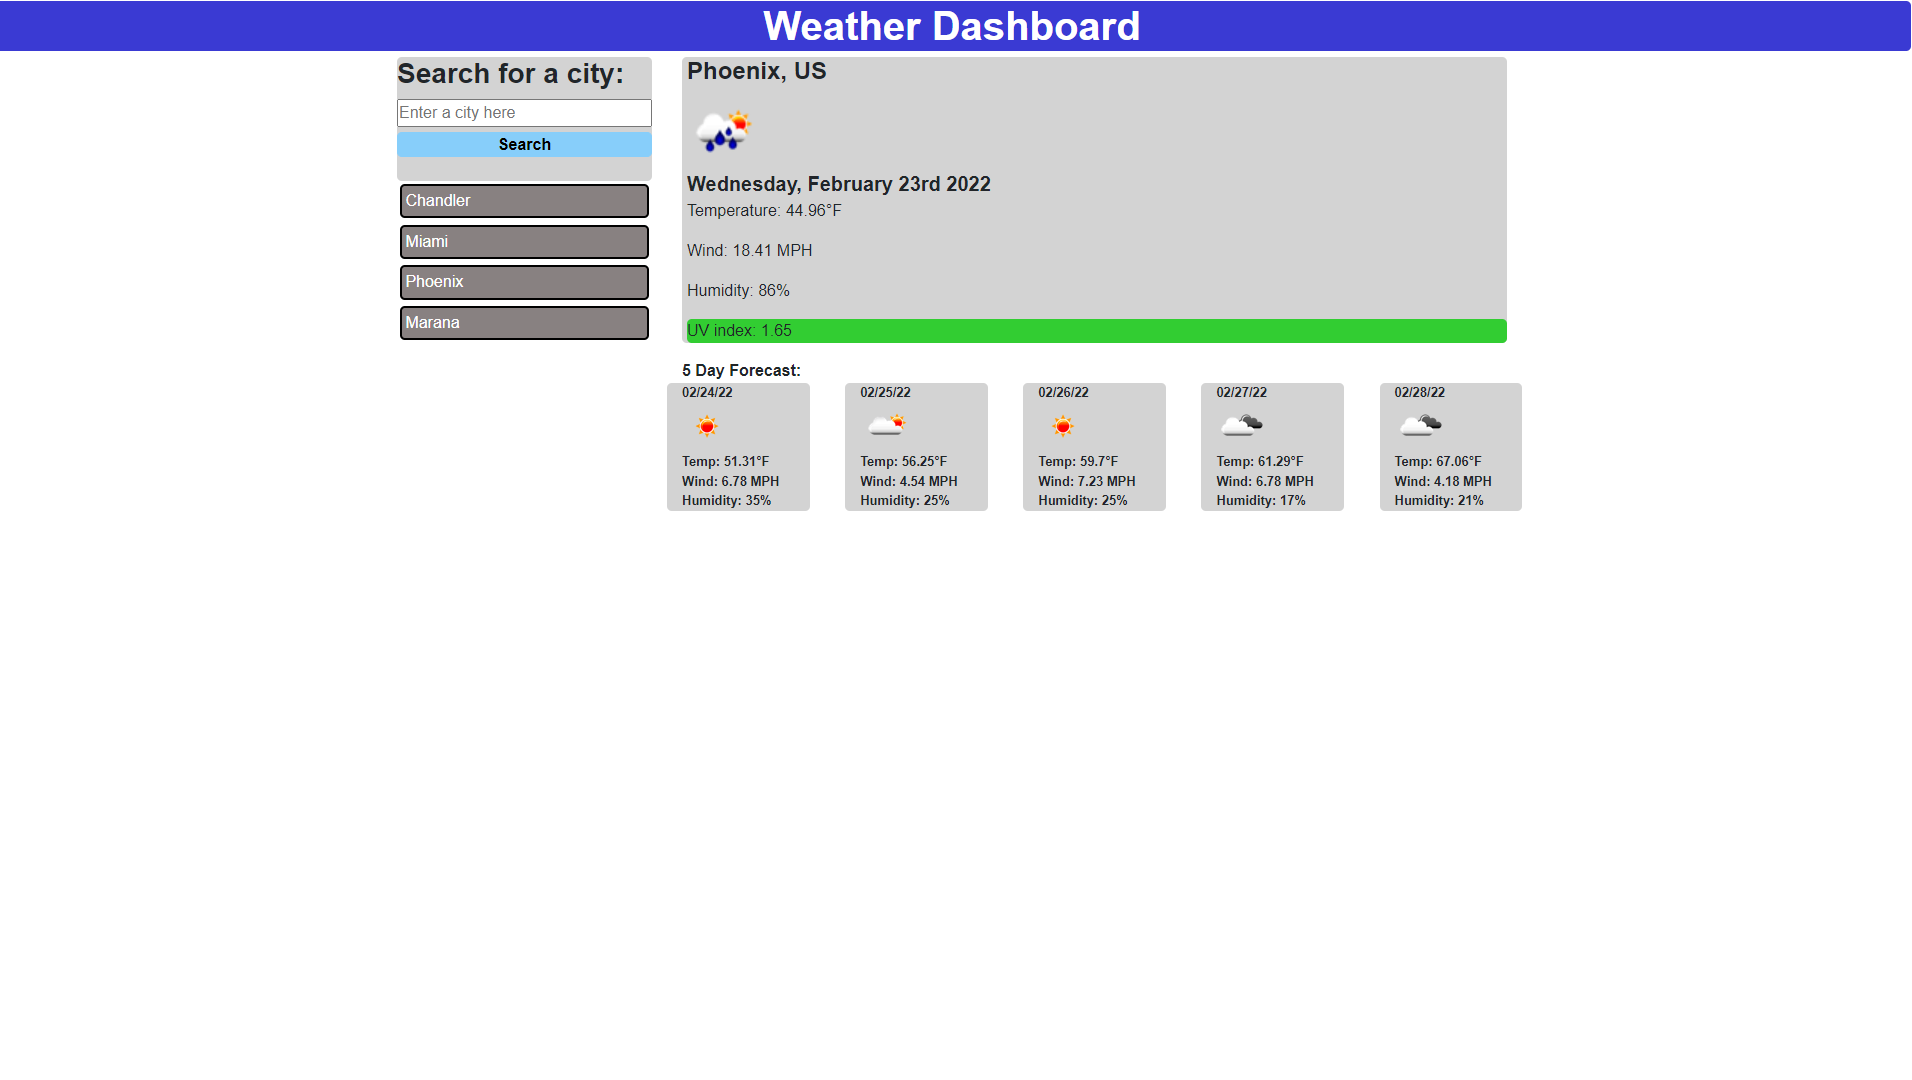 Weather Dashboard
Search for a city:
Enter a city here
Search
Chandler
Miami
Phoenix
Marana
Phoenix, US
Wednesday, February 23rd 2022
Temperature: 44.96°F
Wind: 18.41 MPH
Humidity: 86%
UV index: 1.65
5 Day Forecast:
02/24/22
Temp: 51.31°F
Wind: 6.78 MPH
Humidity: 35%
02/25/22
Temp: 56.25°F
Wind: 4.54 MPH
Humidity: 25%
02/26/22
Temp: 59.7°F
Wind: 7.23 MPH
Humidity: 25%
02/27/22
Temp: 61.29°F
Wind: 6.78 MPH
Humidity: 17%
02/28/22
Temp: 67.06°F
Wind: 4.18 MPH
Humidity: 21%